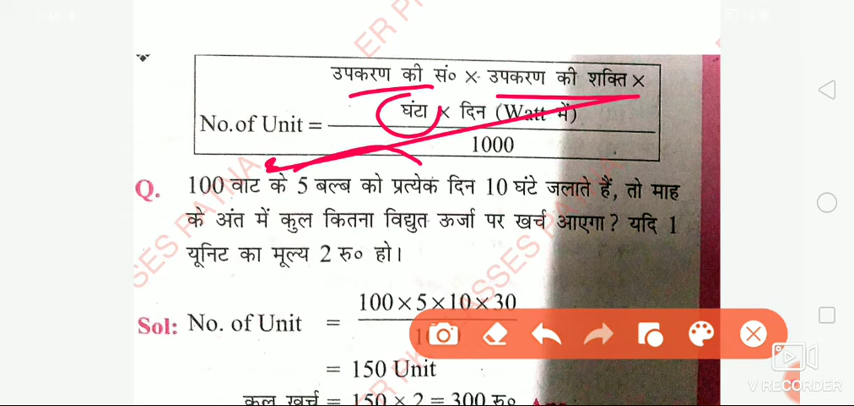 उपकरण की सं० × उपकरण की शक्ति ×
घंटा × दिन (Watt में)
No.of Unit =
1000
Q. 100 वाट के 5 बल्ब को प्रत्येक दिन 10 घंटे जलाते हैं, तो माह
के अंत में कुल कितना विद्युत ऊर्जा पर खर्च आएगा? यदि 1
यूनिट का मूल्य 2 रू० हो।
Sol: No. of Unit = 100×5×10×30
= 150 Unit
कुल खर्च = 150 × 2 = 300 रू०
V RECORDER